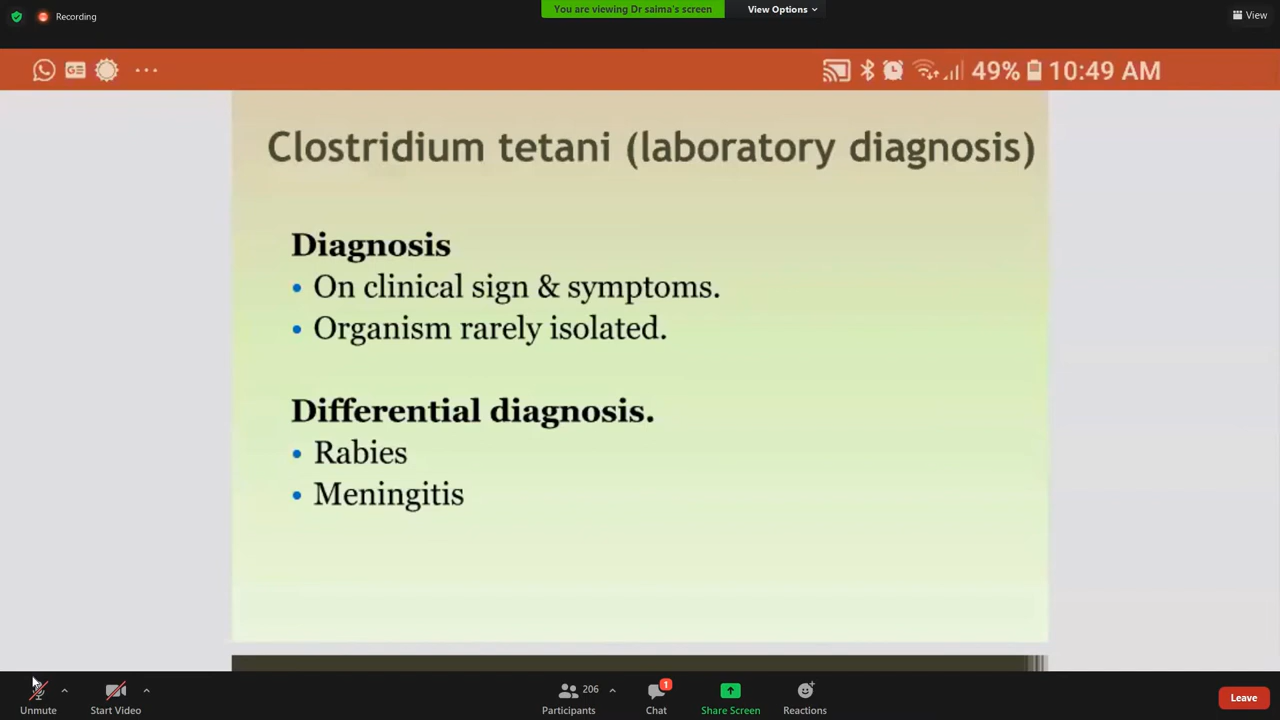 Recording
You are viewing Dr saima's screen
View Options
View
49% 10:49 AM
Clostridium tetani (laboratory diagnosis)
Diagnosis
• On clinical sign & symptoms.
• Organism rarely isolated.
Differential diagnosis.
• Rabies
• Meningitis
Unmute
Start Video
206
Participants
1
Chat
Share Screen
Reactions
Leave